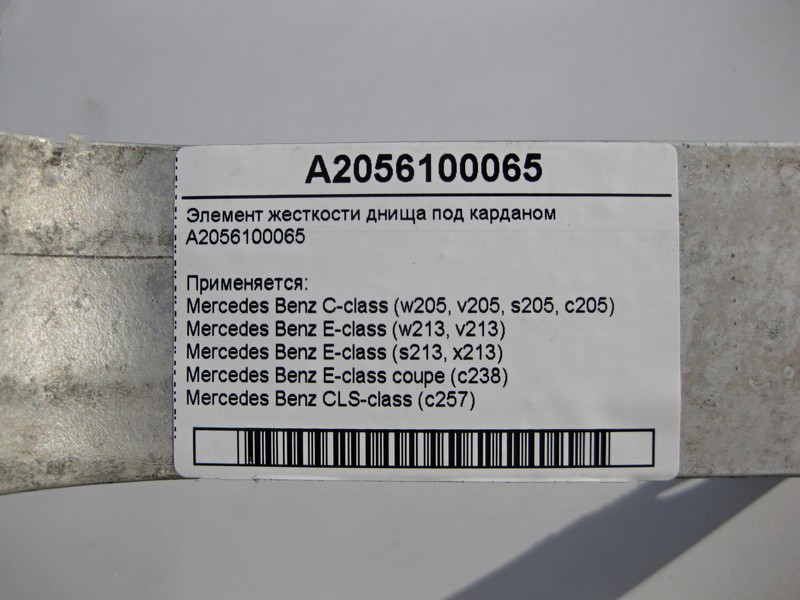 A2056100065
Элемент жесткости днища под карданом
A2056100065
Применяется:
Mercedes Benz C-class (w205, v205, s205, c205)
Mercedes Benz E-class (w213, v213)
Mercedes Benz E-class (s213, x213)
Mercedes Benz E-class coupe (c238)
Mercedes Benz CLS-class (c257)